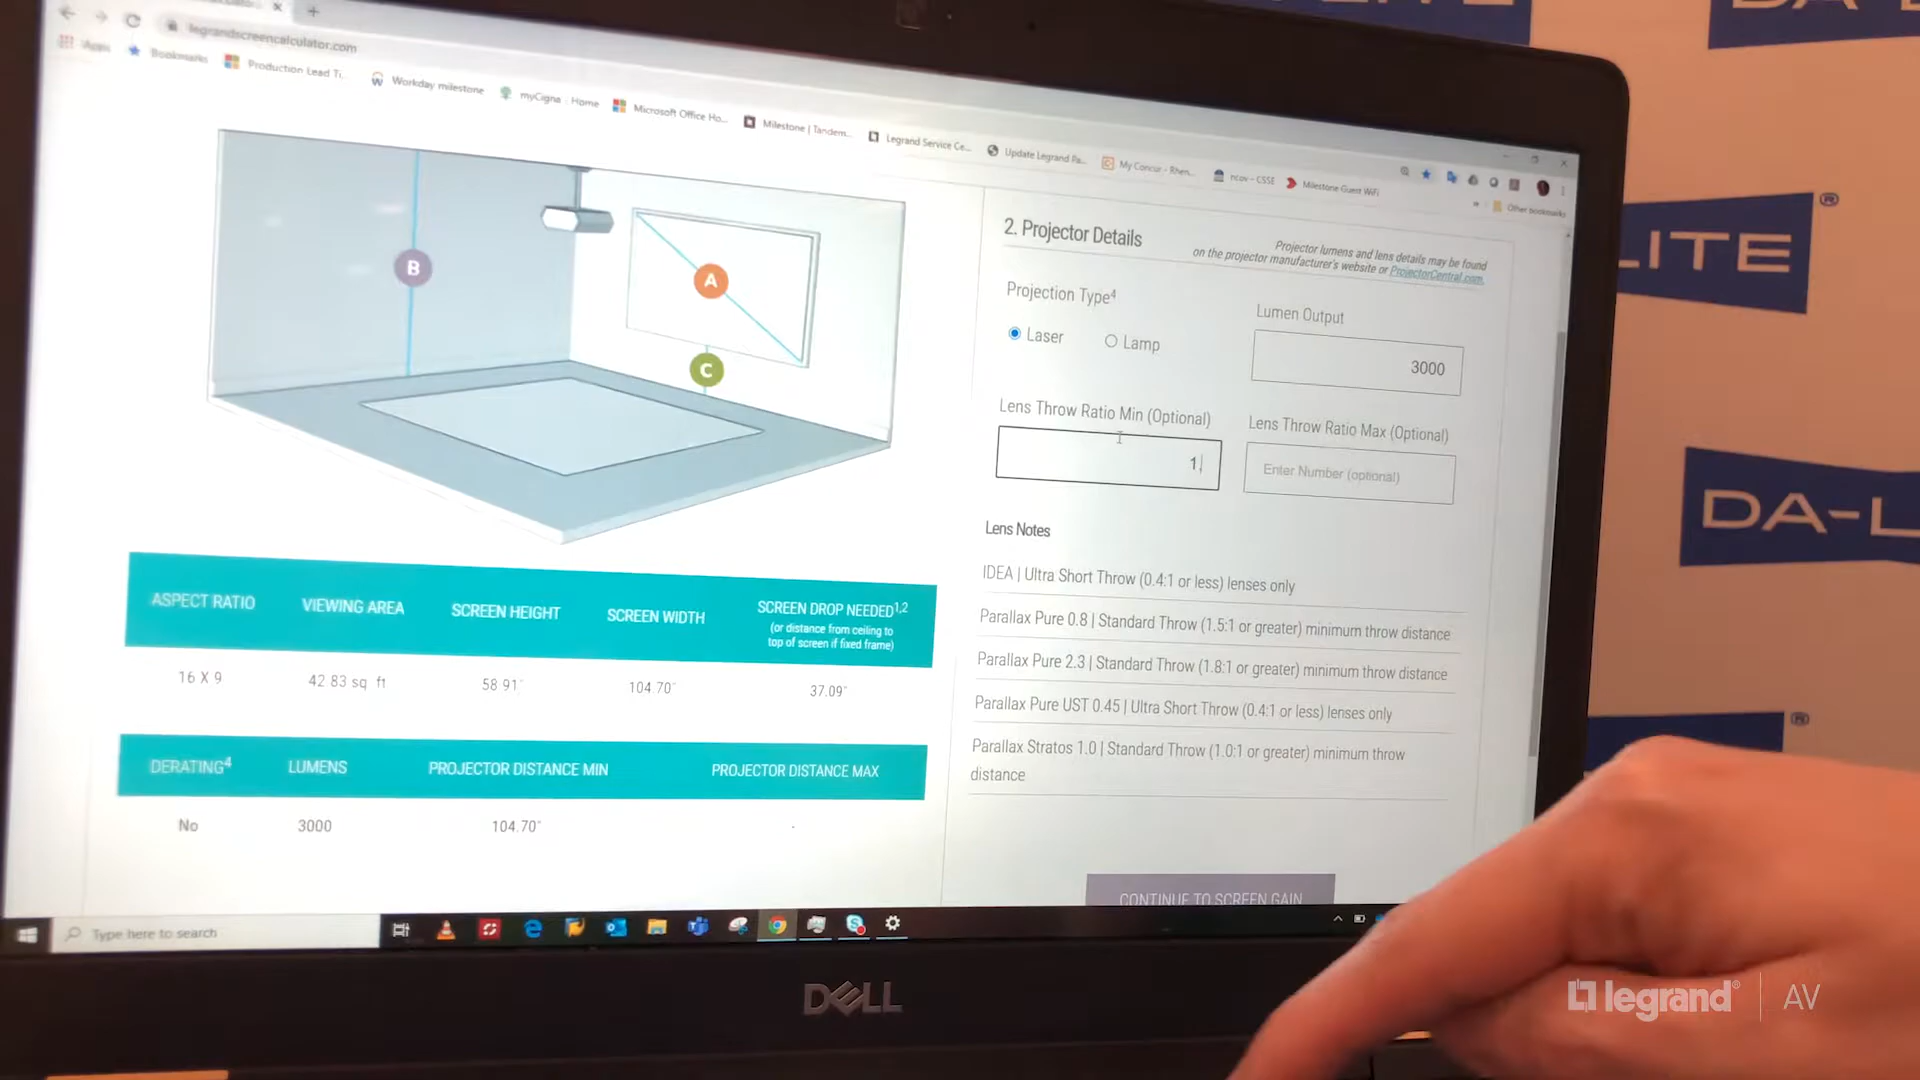 legrandscreencalculator.com
Apps
Bookmarks
Production Lead Ti...
Workday milestone
myCigna : Home
Microsoft Office Ho...
Milestone | Tandem...
Legrand Service Ce...
Update Legrand Pa...
My Concur - Rhen...
ncov - CSSE
Milestone Guest WiFi
Other bookmarks
B
A
C
2. Projector Details
Projector lumens and lens details may be found
on the projector manufacturer's website or ProjectorCentral.com.
Projection Type4
Laser
Lamp
Lumen Output
3000
Lens Throw Ratio Min (Optional)
1
Lens Throw Ratio Max (Optional)
Enter Number (optional)
Lens Notes
IDEA | Ultra Short Throw (0.4:1 or less) lenses only
Parallax Pure 0.8 | Standard Throw (1.5:1 or greater) minimum throw distance
Parallax Pure 2.3 | Standard Throw (1.8:1 or greater) minimum throw distance
Parallax Pure UST 0.45 | Ultra Short Throw (0.4:1 or less) lenses only
Parallax Stratos 1.0 | Standard Throw (1.0:1 or greater) minimum throw
distance
CONTINUE TO SCREEN GAIN
ASPECT RATIO
VIEWING AREA
SCREEN HEIGHT
SCREEN WIDTH
SCREEN DROP NEEDED1,2
(or distance from ceiling to
top of screen if fixed frame)
16 X 9
42.83 sq. ft
58.91"
104.70"
37.09"
DERATING4
LUMENS
PROJECTOR DISTANCE MIN
PROJECTOR DISTANCE MAX
No
3000
104.70"
-
Type here to search
DELL
DA-L
LITE ®
DA-L
®
legrand® | AV